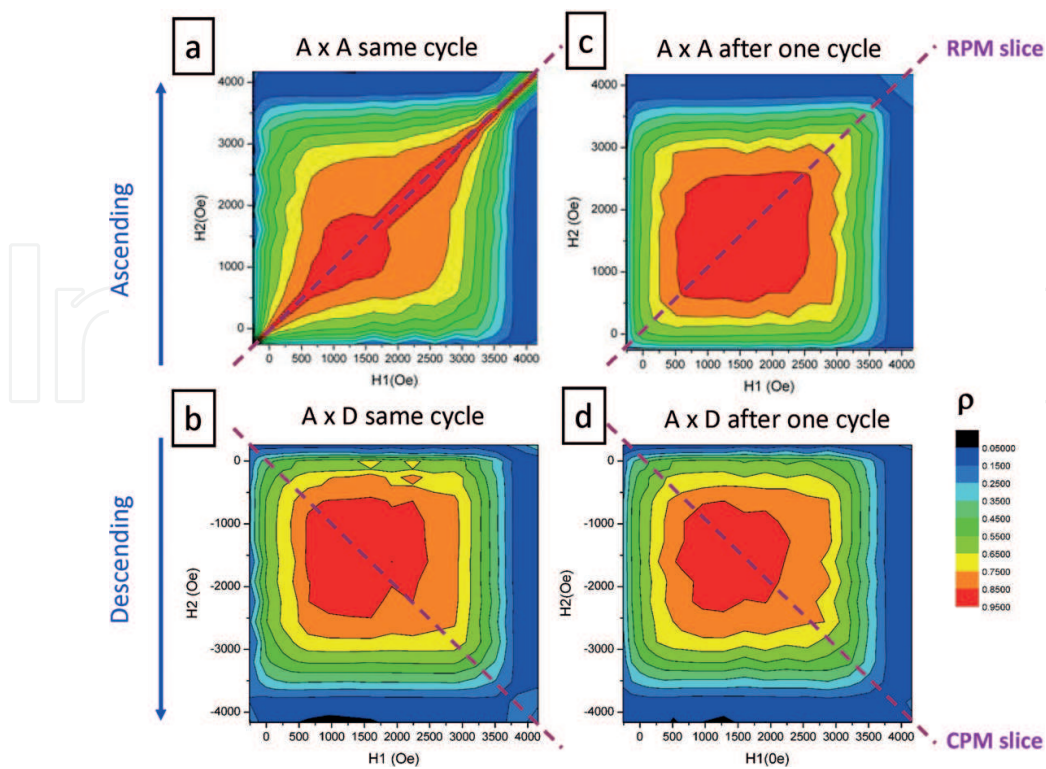 a
A x A same cycle
c
A x A after one cycle
RPM slice
Ascending
H2(Oe)
4000
3000
2000
1000
0
0 500 1000 1500 2000 2500 3000 3500 4000
H1(Oe)
H2 (Oe)
4000
3000
2000
1000
0
0 500 1000 1500 2000 2500 3000 3500 4000
H1 (Oe)
Descending
b
A x D same cycle
d
A x D after one cycle
H2 (Oe)
0
-1000
-2000
-3000
-4000
0 500 1000 1500 2000 2500 3000 3500 4000
H1 (Oe)
H2(Oe)
0
-1000
-2000
-3000
-4000
0 500 1000 1500 2000 2500 3000 3500 4000
H1(0e)
ρ
0.05000
0.1500
0.2500
0.3500
0.4500
0.5500
0.6500
0.7500
0.8500
0.9500
CPM slice